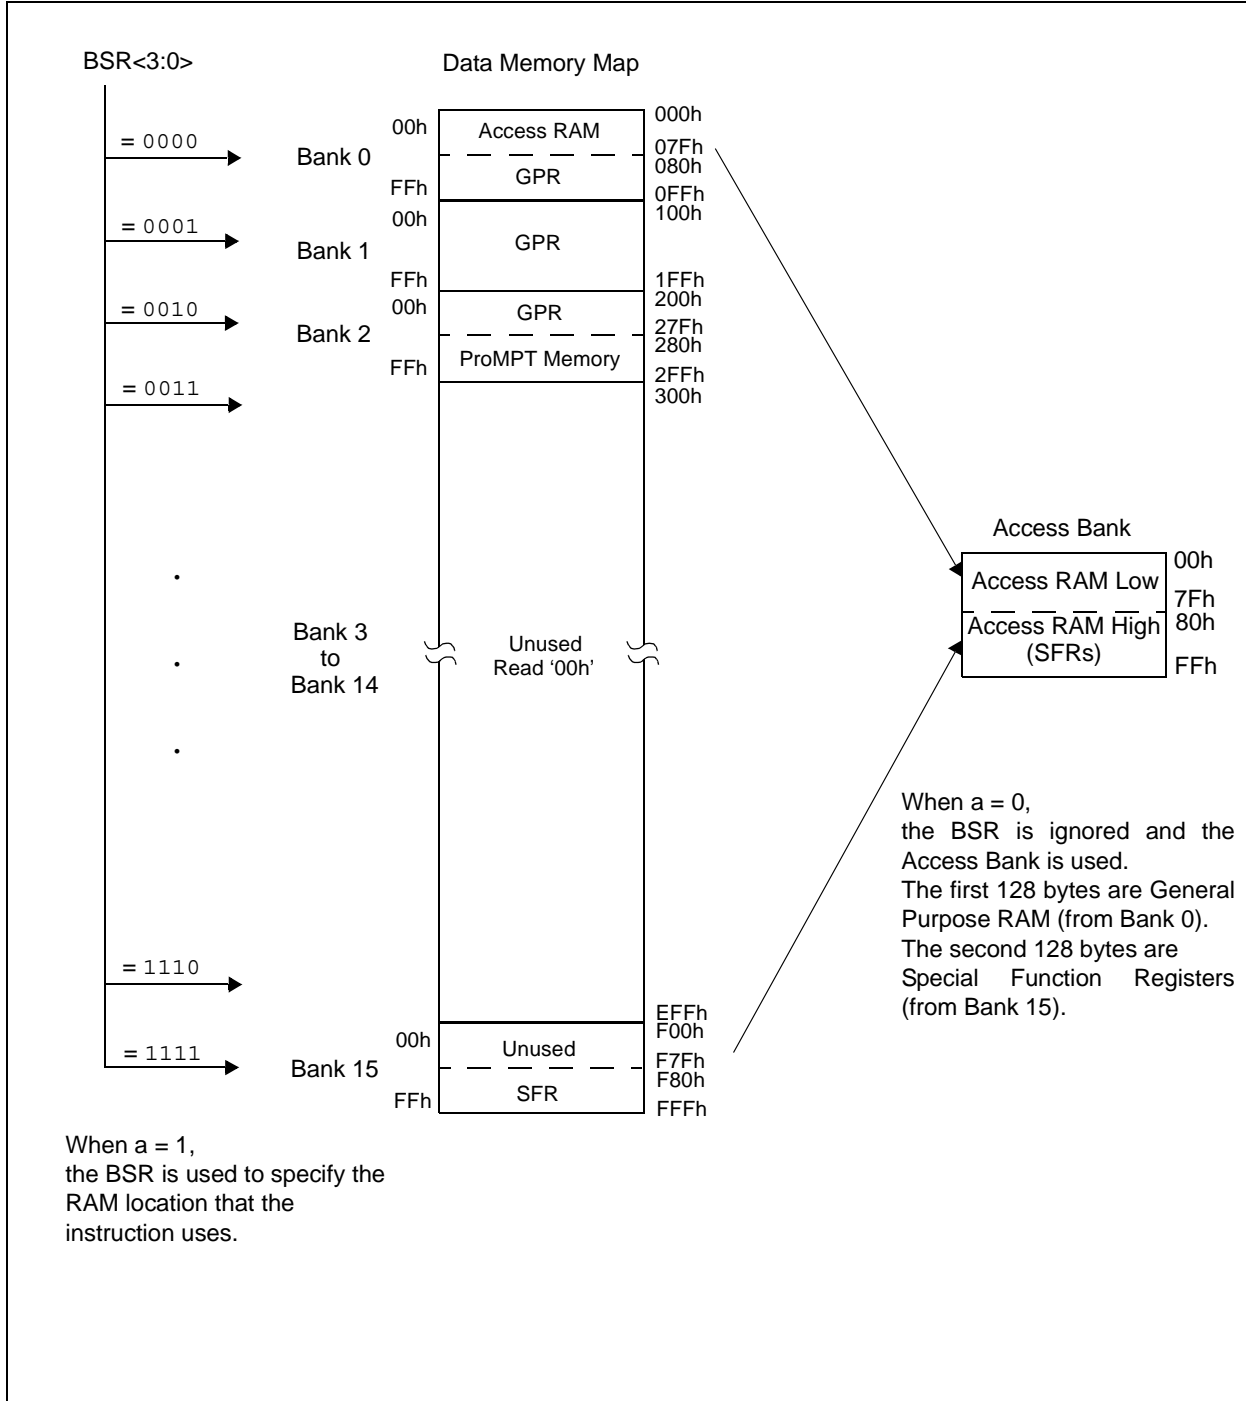 BSR<3:0>
Data Memory Map
= 0000
Bank 0
00h
FFh
Access RAM
GPR
000h
07Fh
080h
0FFh
= 0001
Bank 1
00h
FFh
GPR
100h
1FFh
= 0010
Bank 2
00h
FFh
GPR
ProMPT Memory
200h
27Fh
280h
2FFh
= 0011
300h
Bank 3
to
Bank 14
Unused
Read ‘00h’
= 1110
EFFh
= 1111
Bank 15
00h
FFh
Unused
SFR
F00h
F7Fh
F80h
FFFh
When a = 1,
the BSR is used to specify the
RAM location that the
instruction uses.
Access Bank
Access RAM Low
00h
7Fh
Access RAM High
(SFRs)
80h
FFh
When a = 0,
the BSR is ignored and the
Access Bank is used.
The first 128 bytes are General
Purpose RAM (from Bank 0).
The second 128 bytes are
Special Function Registers
(from Bank 15).